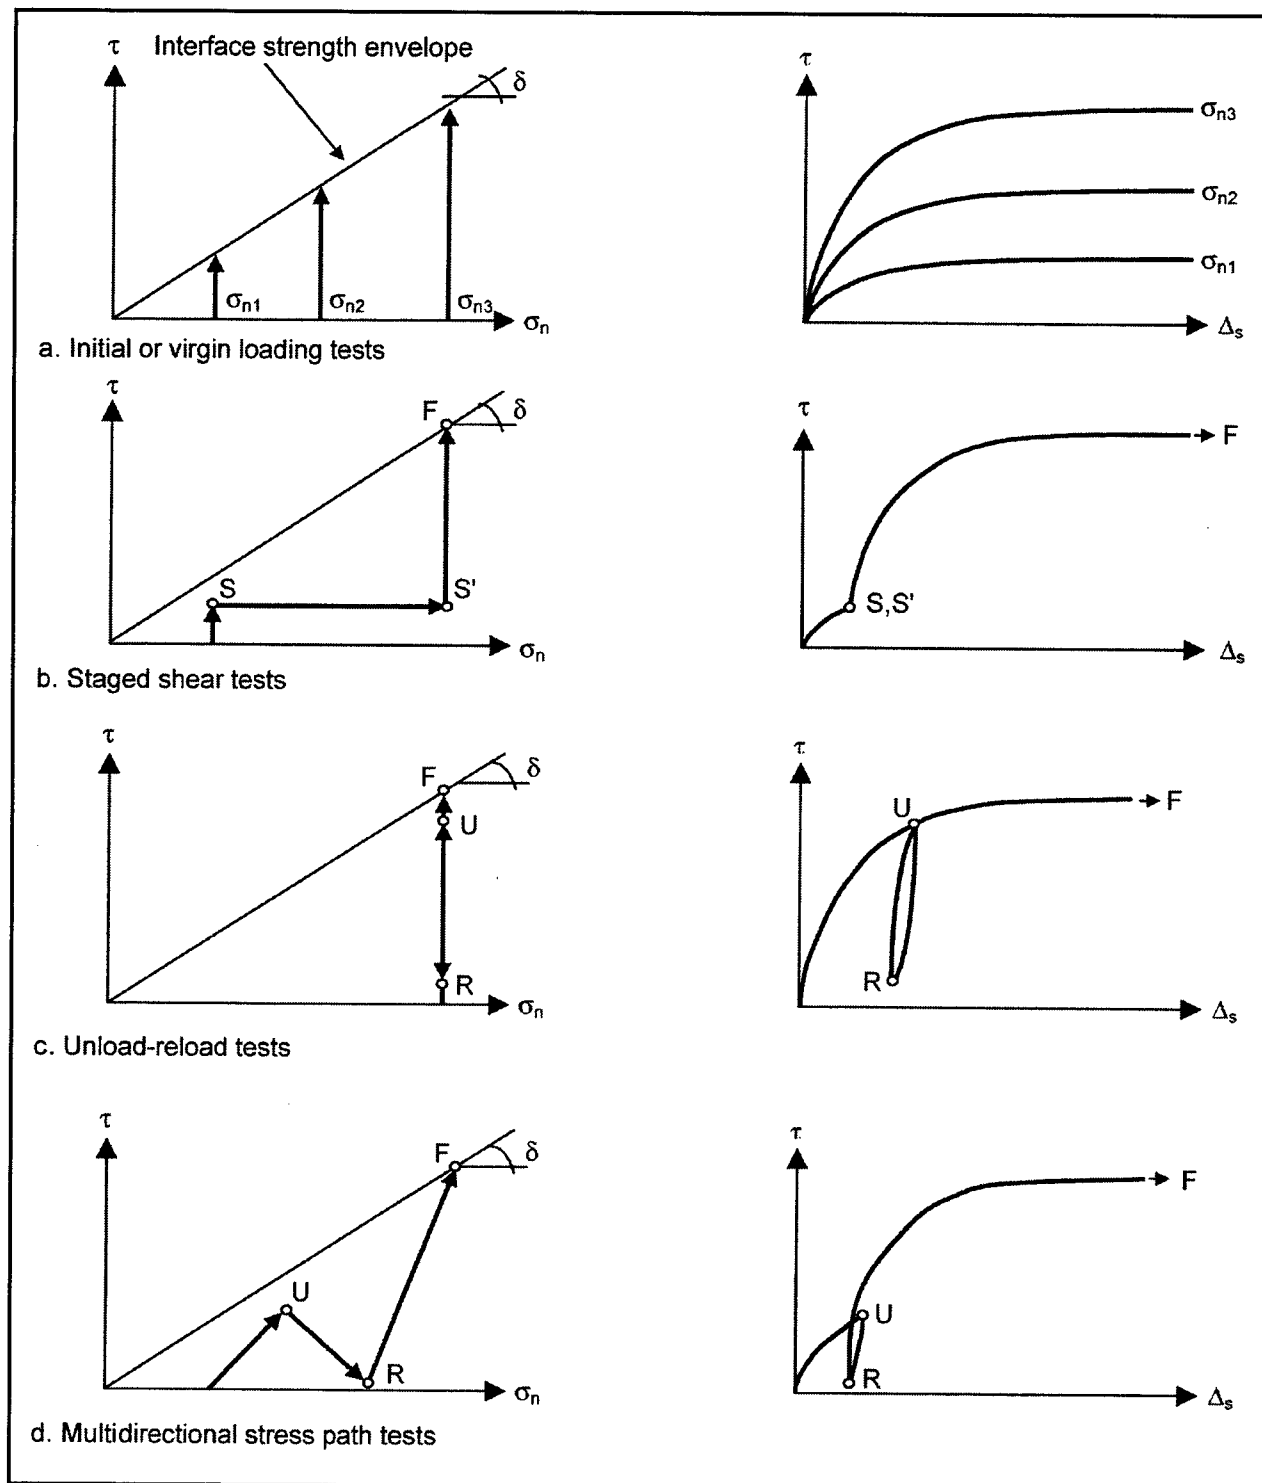 τ Interface strength envelope
δ
σn1
σn2
σn3
σn
τ
σn3
σn2
σn1
Δs
a. Initial or virgin loading tests
τ
F
δ
S
S'
σn
τ
F
S,S'
Δs
b. Staged shear tests
τ
F
δ
U
R
σn
τ
U
F
R
Δs
c. Unload-reload tests
τ
F
δ
U
R
σn
τ
F
U
R
Δs
d. Multidirectional stress path tests